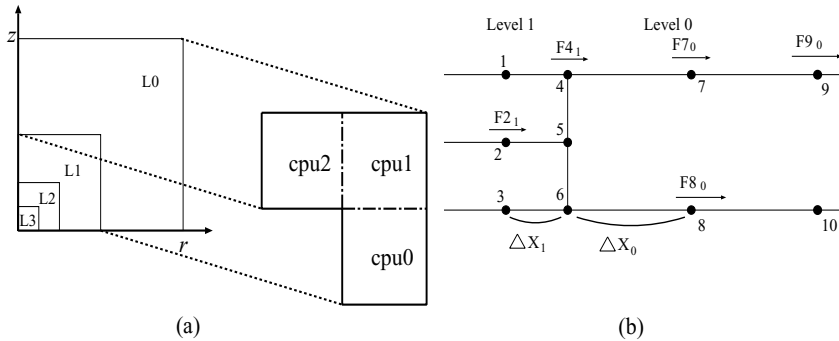 z
L0
L1
L2
L3
r
cpu2
cpu1
cpu0
(a)
Level 1
Level 0
F4₁
F7₀
F9₀
1
4
7
9
F2₁
5
2
F8₀
3
6
8
10
△X₁
△X₀
(b)